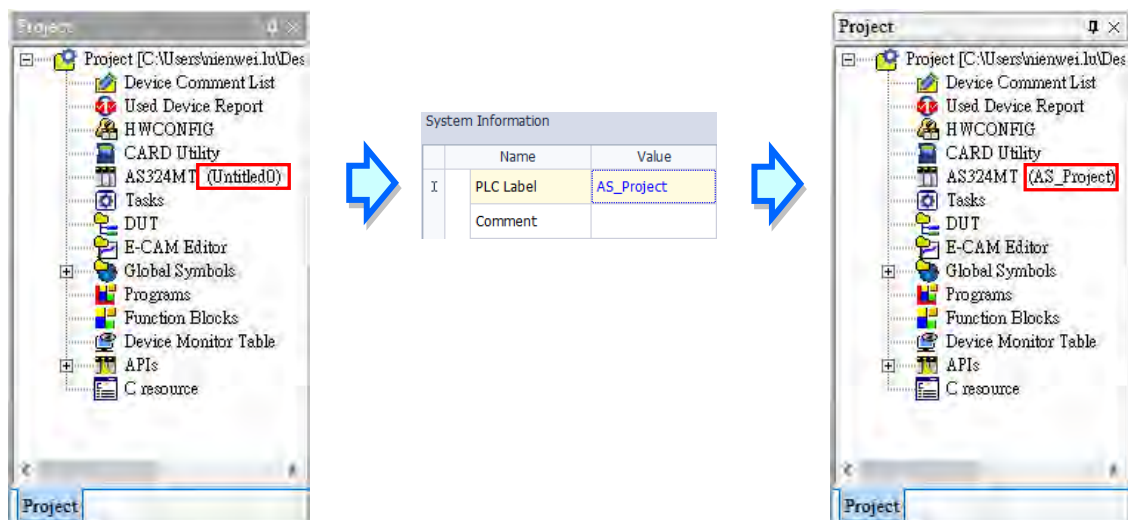 Project
Project [C:\Users\nienwei.lu\Des
Device Comment List
Used Device Report
HWCONFIG
CARD Utility
AS324MT (Untitled0)
Tasks
DUT
E-CAM Editor
Global Symbols
Programs
Function Blocks
Device Monitor Table
APIs
C resource
Project
System Information
Name Value
PLC Label AS_Project
Comment
Project
Project [C:\Users\nienwei.lu\Des
Device Comment List
Used Device Report
HWCONFIG
CARD Utility
AS324MT (AS_Project)
Tasks
DUT
E-CAM Editor
Global Symbols
Programs
Function Blocks
Device Monitor Table
APIs
C resource
Project